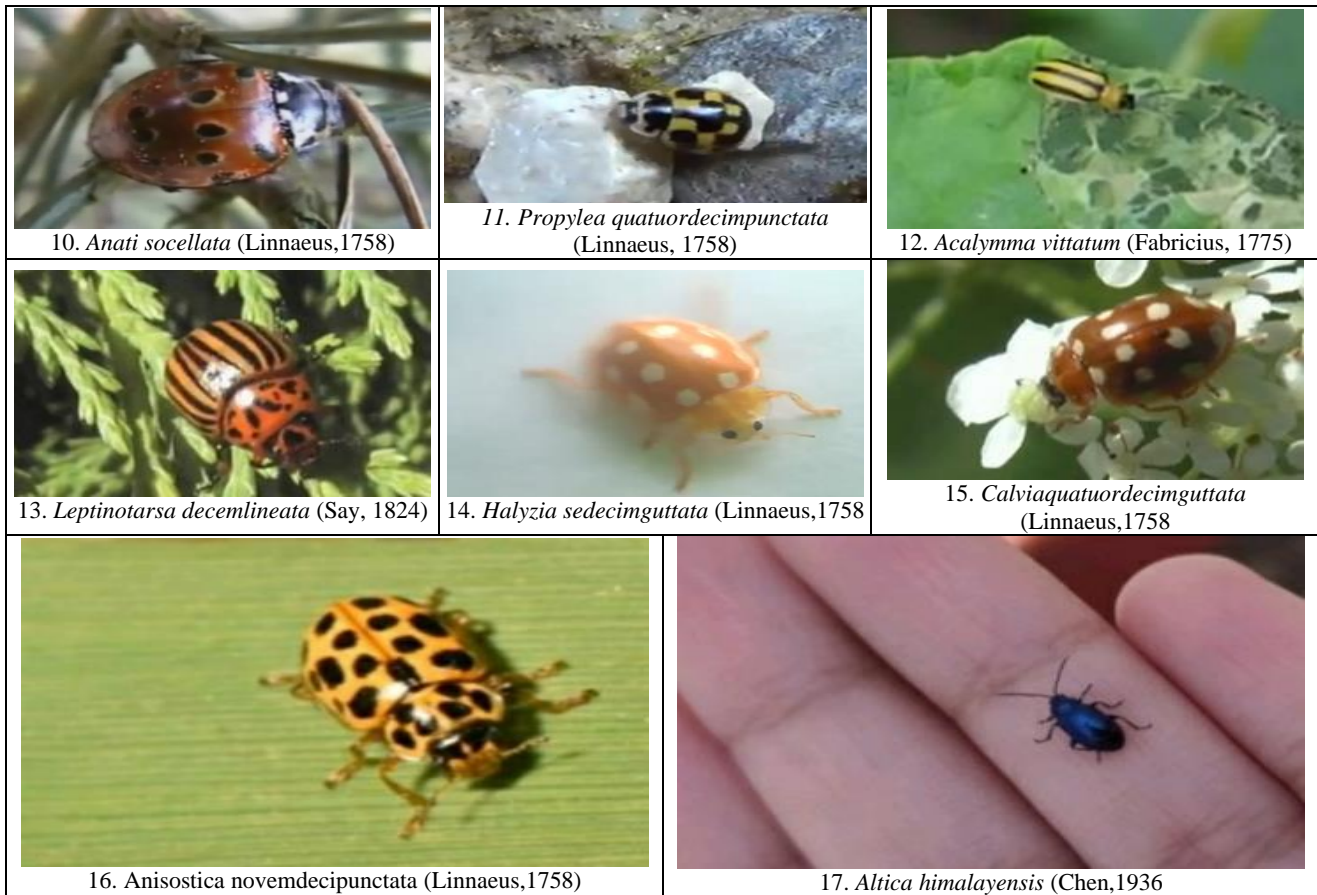 10. Anati socellata (Linnaeus,1758)
11. Propylea quatuordecimpunctata
(Linnaeus, 1758)
12. Acalymma vittatum (Fabricius, 1775)
13. Leptinotarsa decemlineata (Say, 1824)
14. Halyzia sedecimguttata (Linnaeus,1758
15. Calviaquatuordecimguttata
(Linnaeus,1758
16. Anisostica novemdecipunctata (Linnaeus,1758)
17. Altica himalayensis (Chen,1936